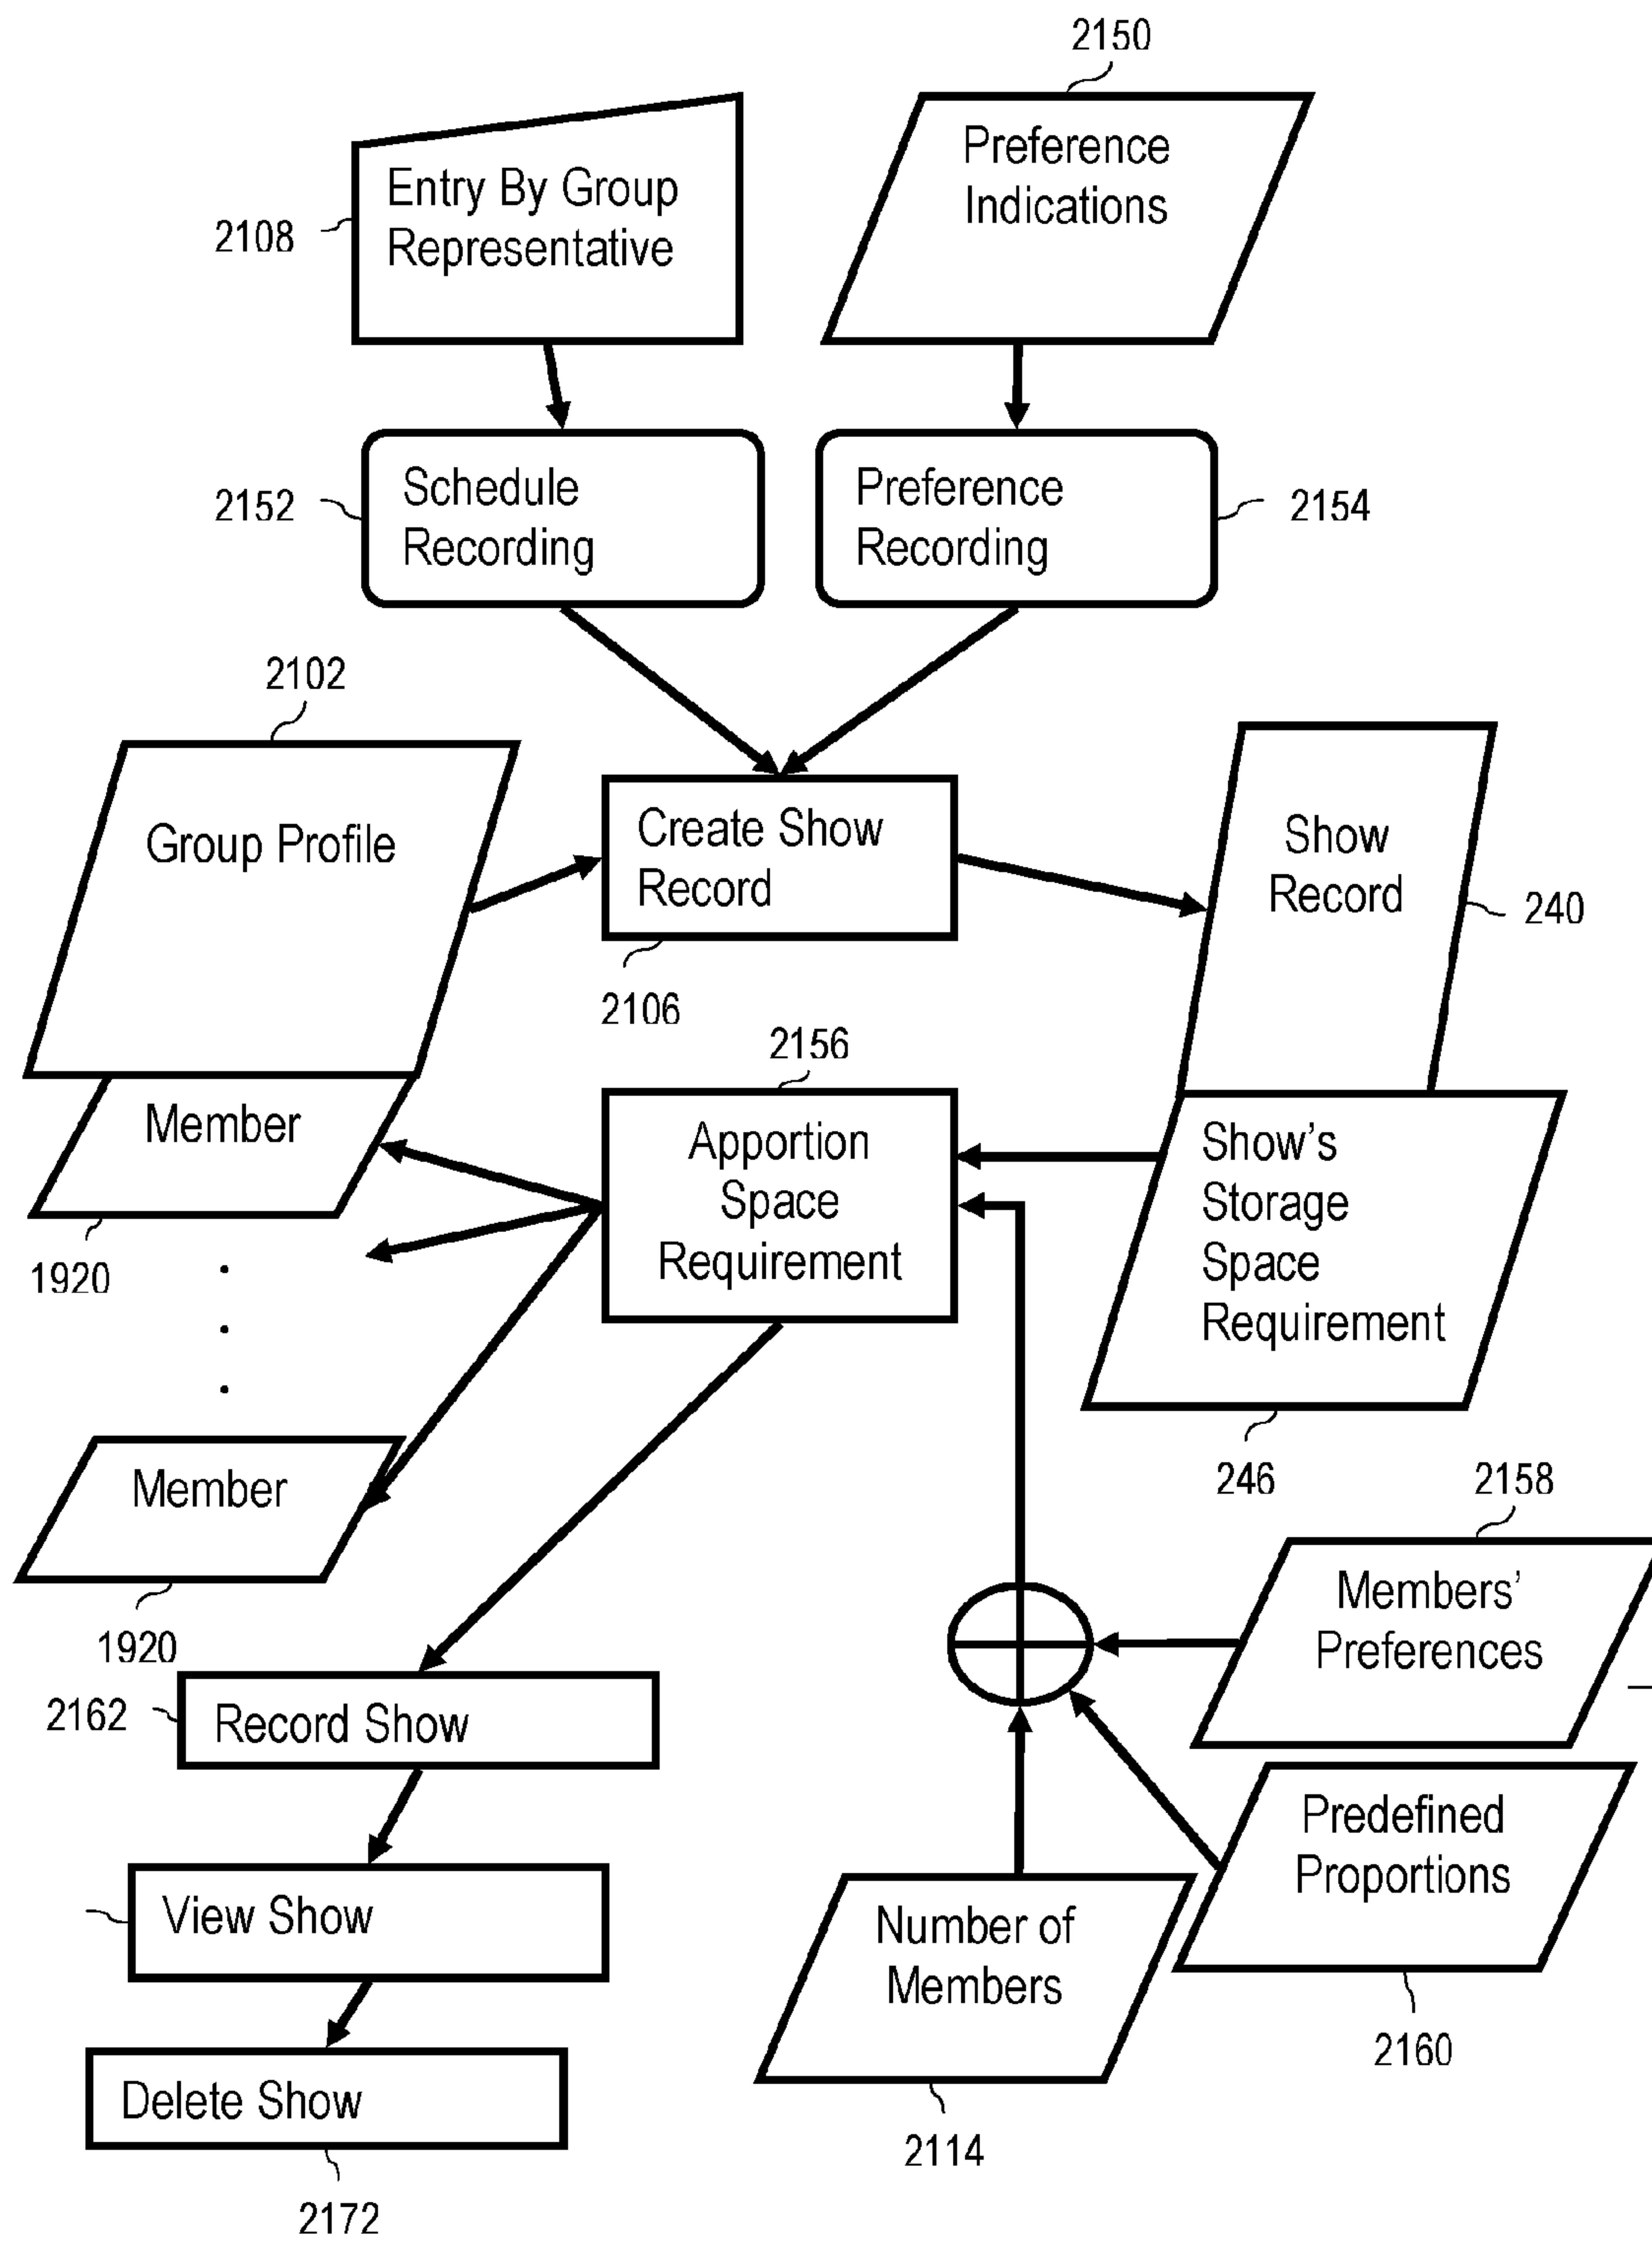 2150
Entry By Group
Representative
2108
Preference
Indications
Schedule
Recording
2152
Preference
Recording
2154
2102
Group Profile
Create Show
Record
2106
Show
Record
240
2156
Member
1920
Apportion
Space
Requirement
Show's
Storage
Space
Requirement
246
.
.
.
Member
1920
2158
Members'
Preferences
2162
Record Show
Predefined
Proportions
2160
View Show
Number of
Members
2114
Delete Show
2172